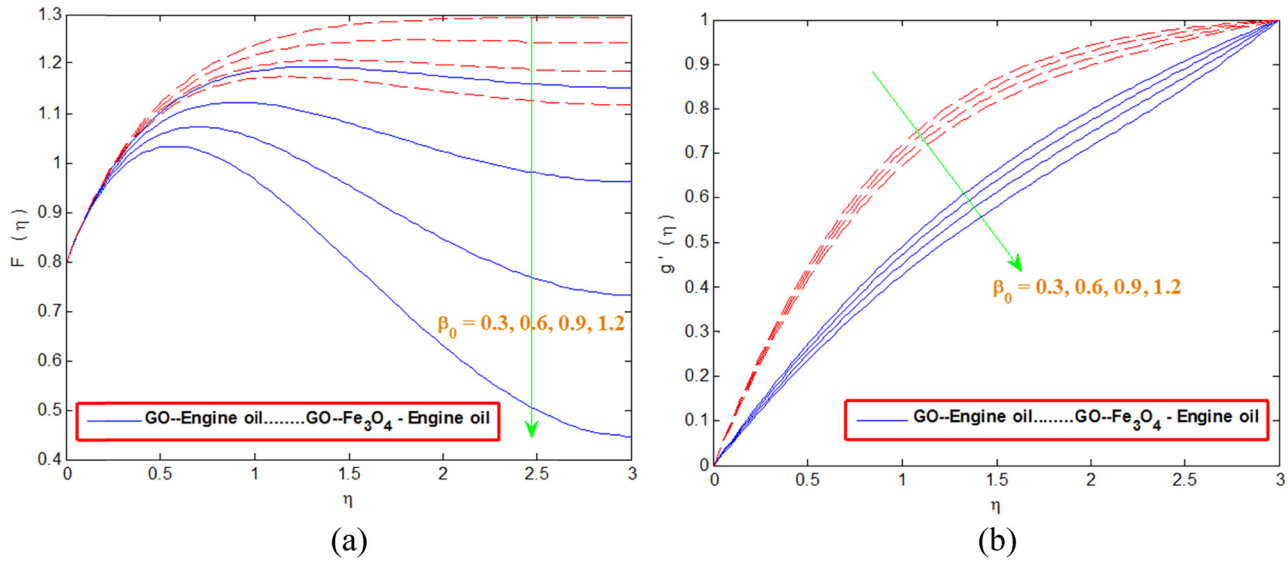 1.3
1.2
1.1
1
0.9
0.8
0.7
0.6
0.5
0.4
F (η)
β0 = 0.3, 0.6, 0.9, 1.2
GO--Engine oil........GO--Fe3O4 - Engine oil
0 0.5 1 1.5 2 2.5 3
η
(a)
1
0.9
0.8
0.7
0.6
0.5
0.4
0.3
0.2
0.1
0
g ' (η)
β0 = 0.3, 0.6, 0.9, 1.2
GO--Engine oil........GO--Fe3O4 - Engine oil
0 0.5 1 1.5 2 2.5 3
η
(b)